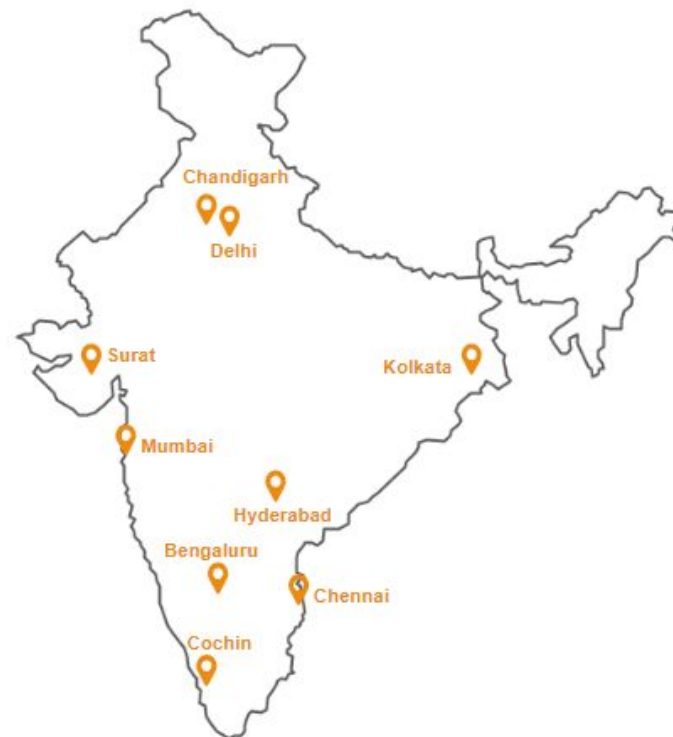 Chandigarh
Delhi
Surat
Kolkata
Mumbai
Hyderabad
Bengaluru
Chennai
Cochin